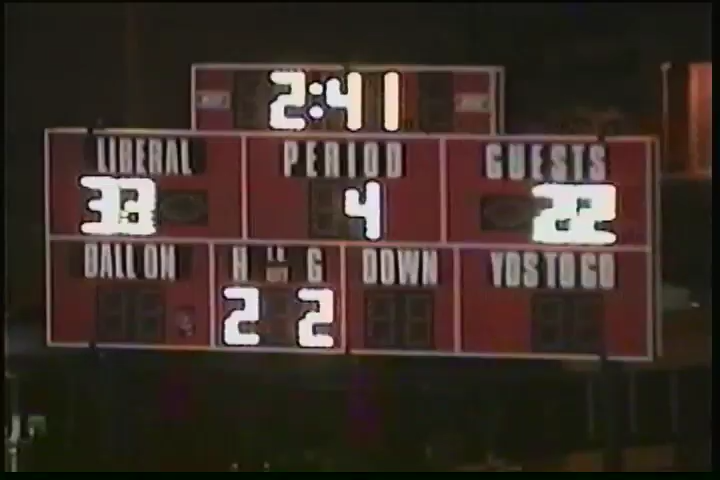 2:41
LIBERAL PERIOD GUESTS
33 4 22
BALL ON H G DOWN YDS TO GO
2 2